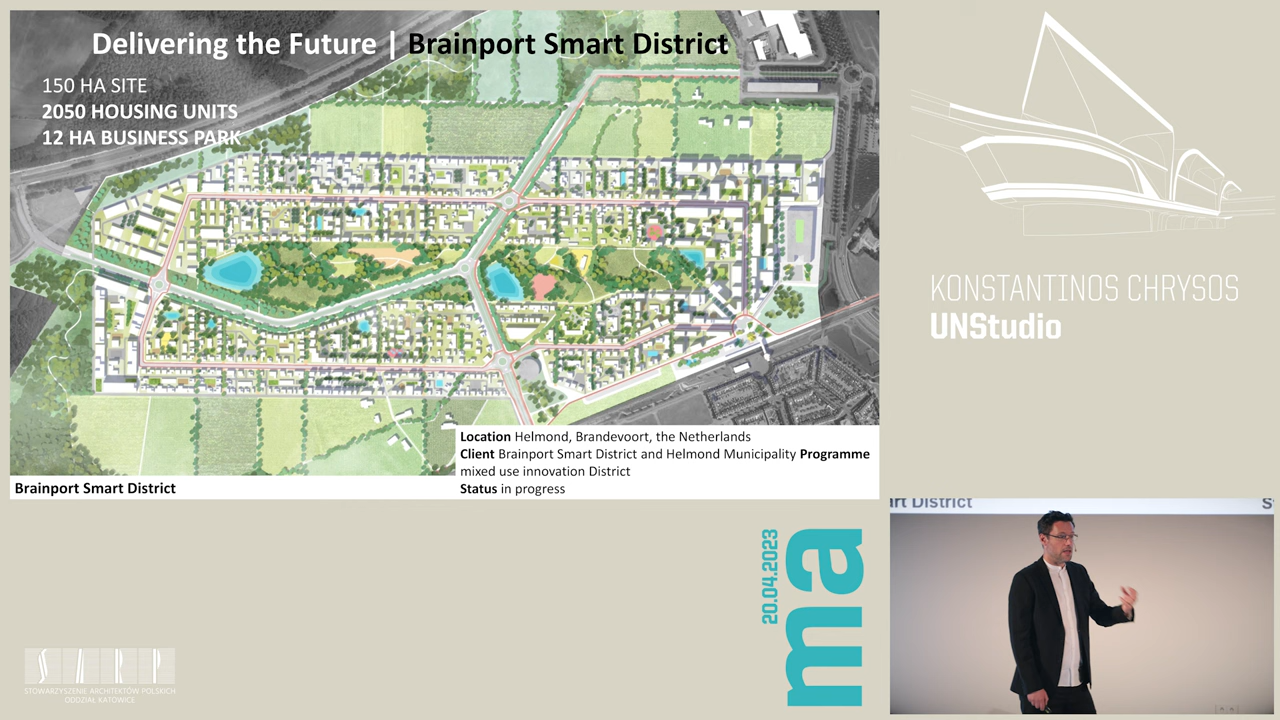 Delivering the Future | Brainport Smart District
150 HA SITE
2050 HOUSING UNITS
12 HA BUSINESS PARK
Location Helmond, Brandevoort, the Netherlands
Client Brainport Smart District and Helmond Municipality Programme
mixed use innovation District
Status in progress
Brainport Smart District
KONSTANTINOS CHRYSOS
UNStudio
rt District
S
20.04.2023
ma
SARP
STOWARZYSZENIE ARCHITEKTÓW POLSKICH
ODDZIAŁ KATOWICE